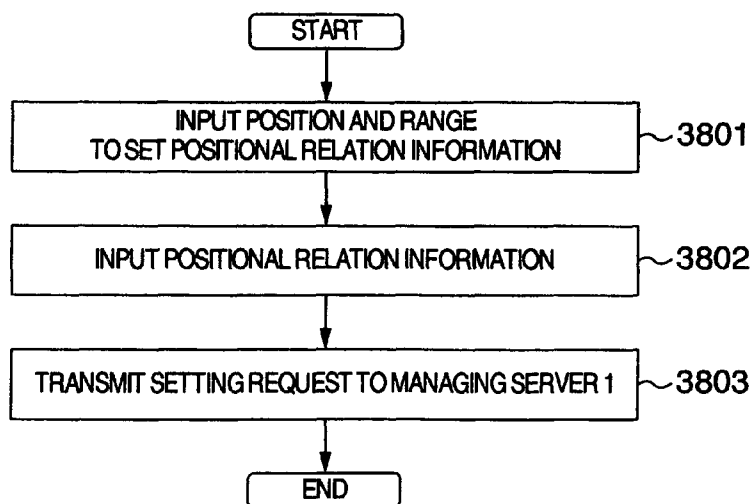 START
INPUT POSITION AND RANGE
TO SET POSITIONAL RELATION INFORMATION
3801
INPUT POSITIONAL RELATION INFORMATION
3802
TRANSMIT SETTING REQUEST TO MANAGING SERVER 1
3803
END